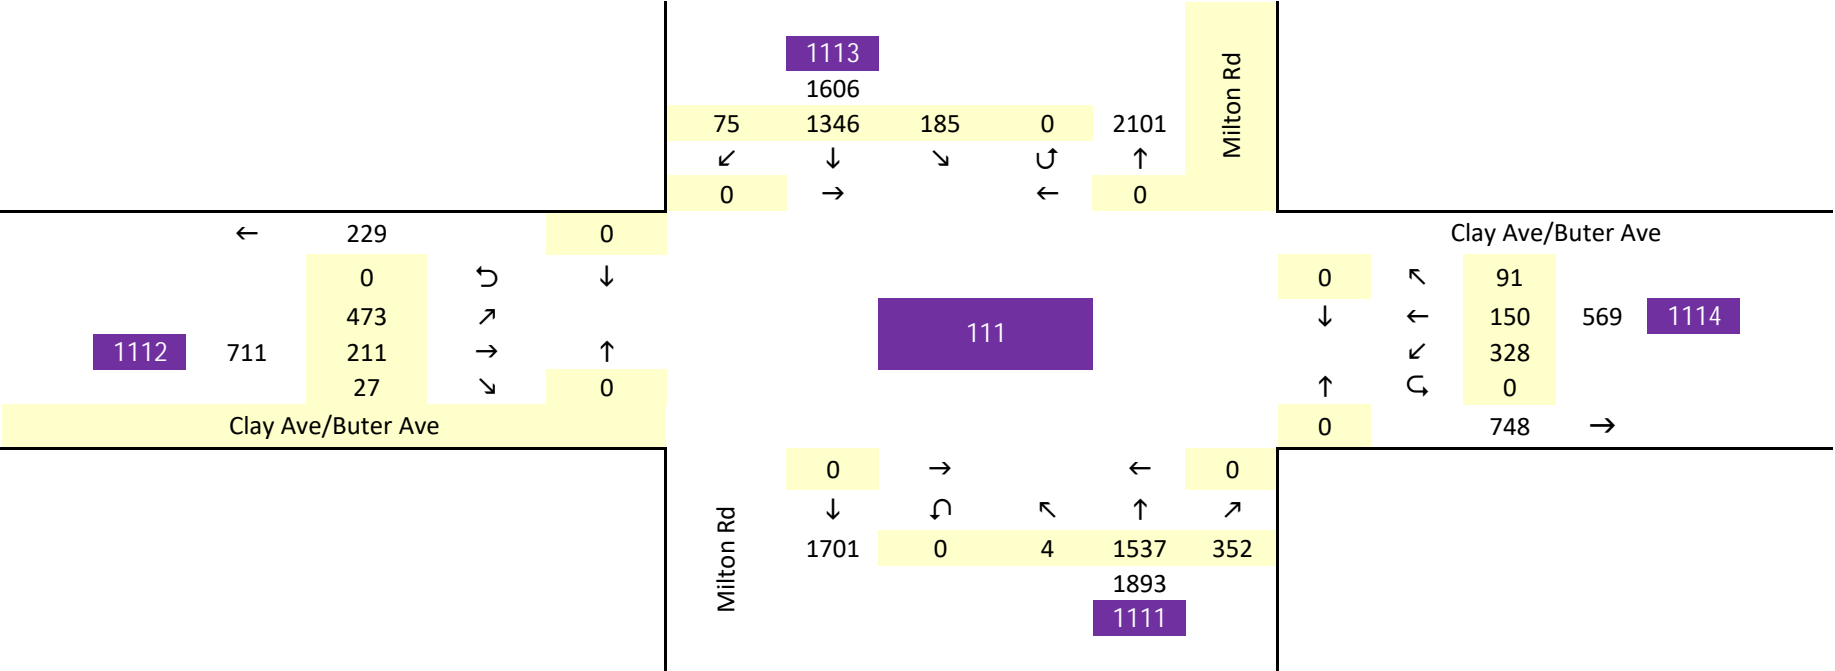 1113
1606
75 1346 185 0 2101
↙ ↓ ↘ ⮍ ↑
0 → ← 0
Milton Rd
← 229 0
Clay Ave/Buter Ave
0 ⮌ ↓
0 ↖ 91
473 ↗
111
↓ ← 150 569 1114
1112 711 211 → ↑
↙ 328
27 ↘ 0
↑ ⮎ 0
Clay Ave/Buter Ave
0 748 →
0 → ← 0
↓ ⮏ ↖ ↑ ↗
Milton Rd
1701 0 4 1537 352
1893
1111